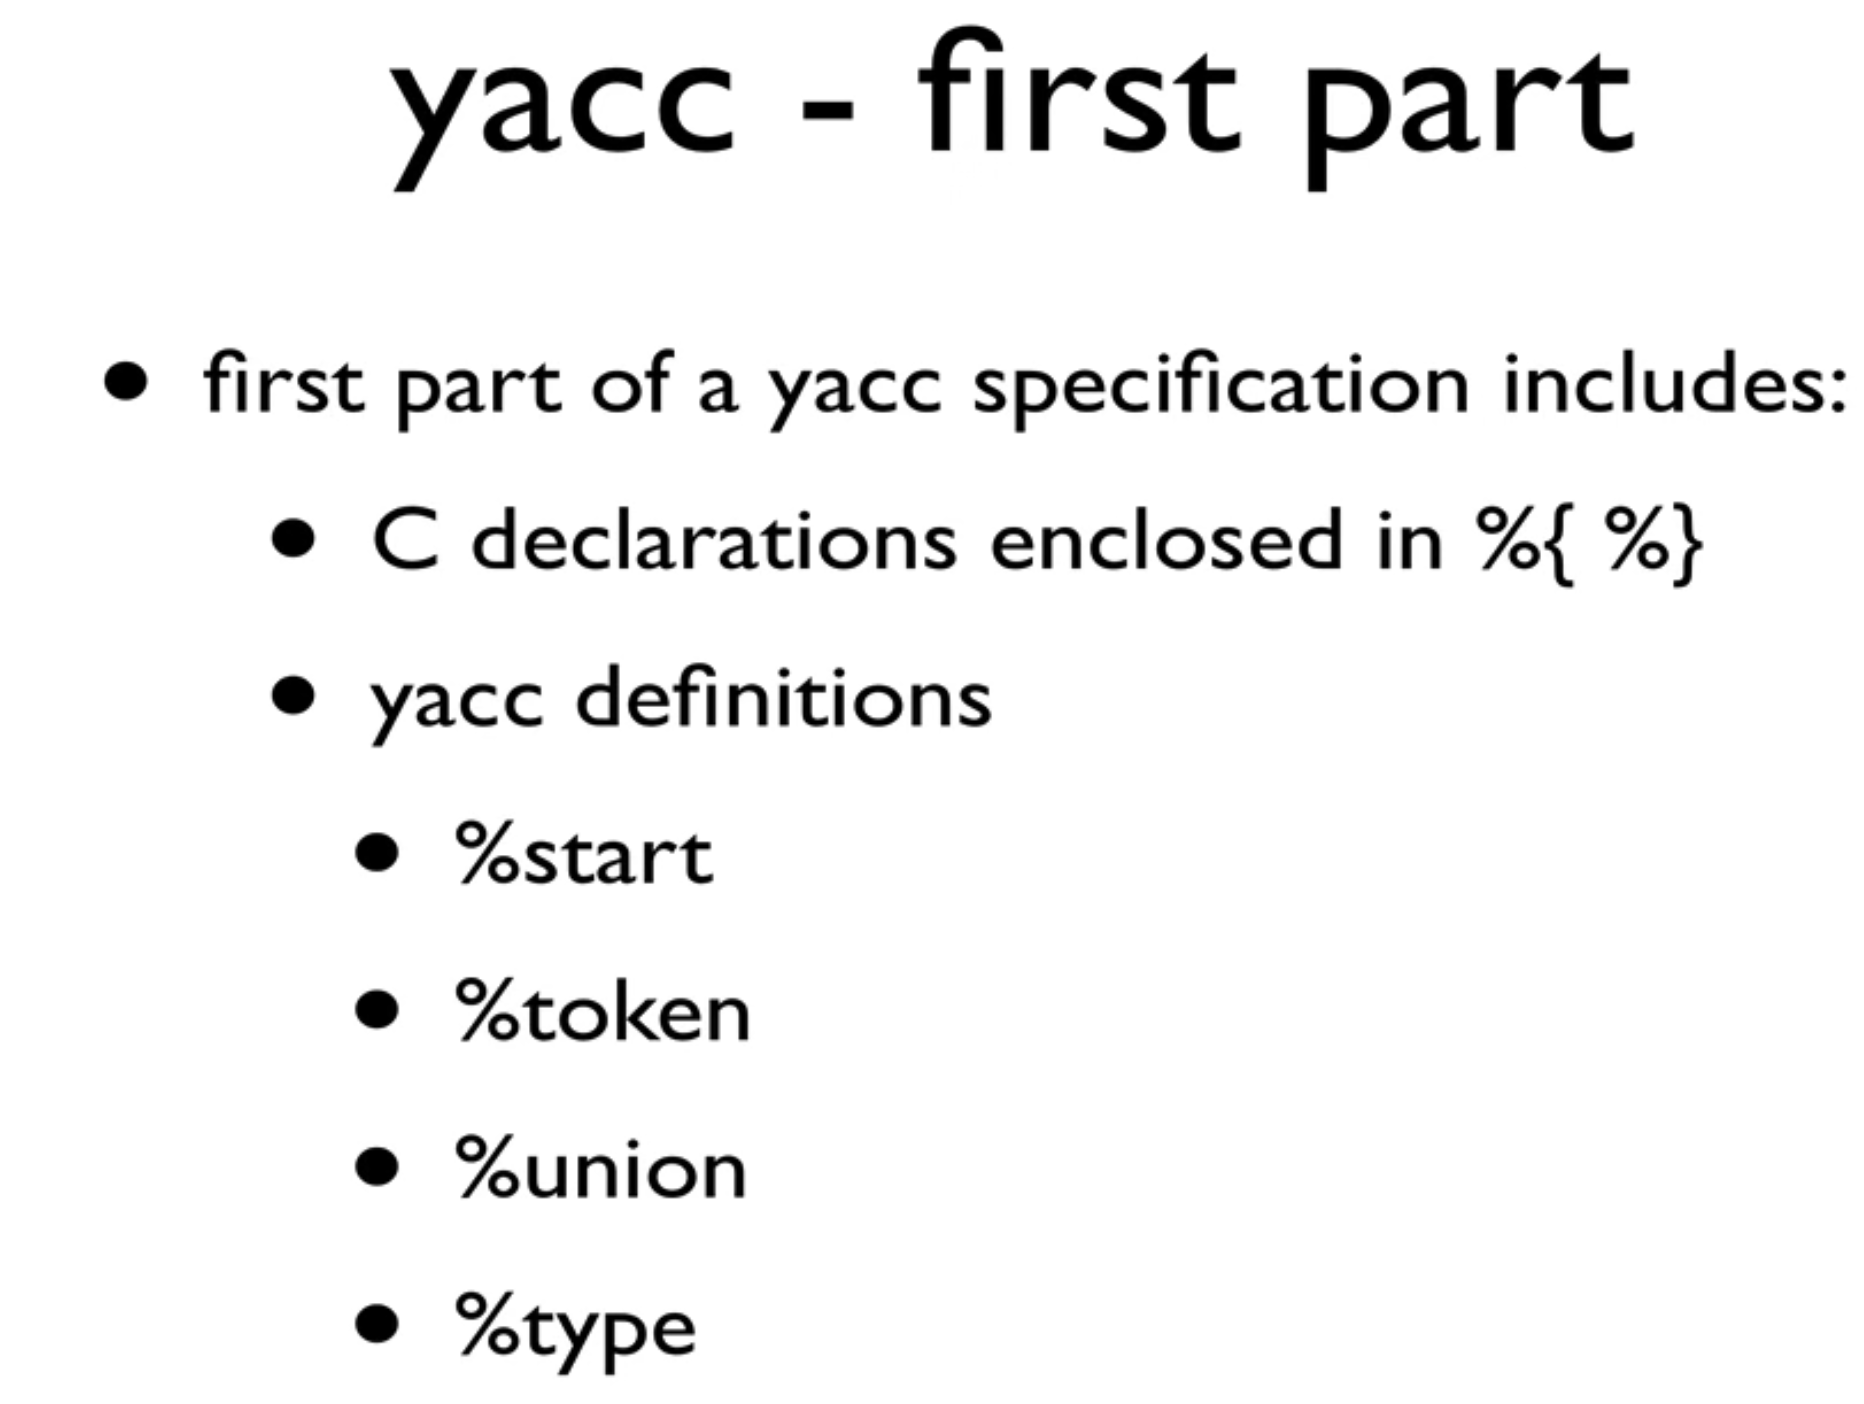 yacc - first part
• first part of a yacc specification includes:
• C declarations enclosed in %{ %}
• yacc definitions
• %start
• %token
• %union
• %type